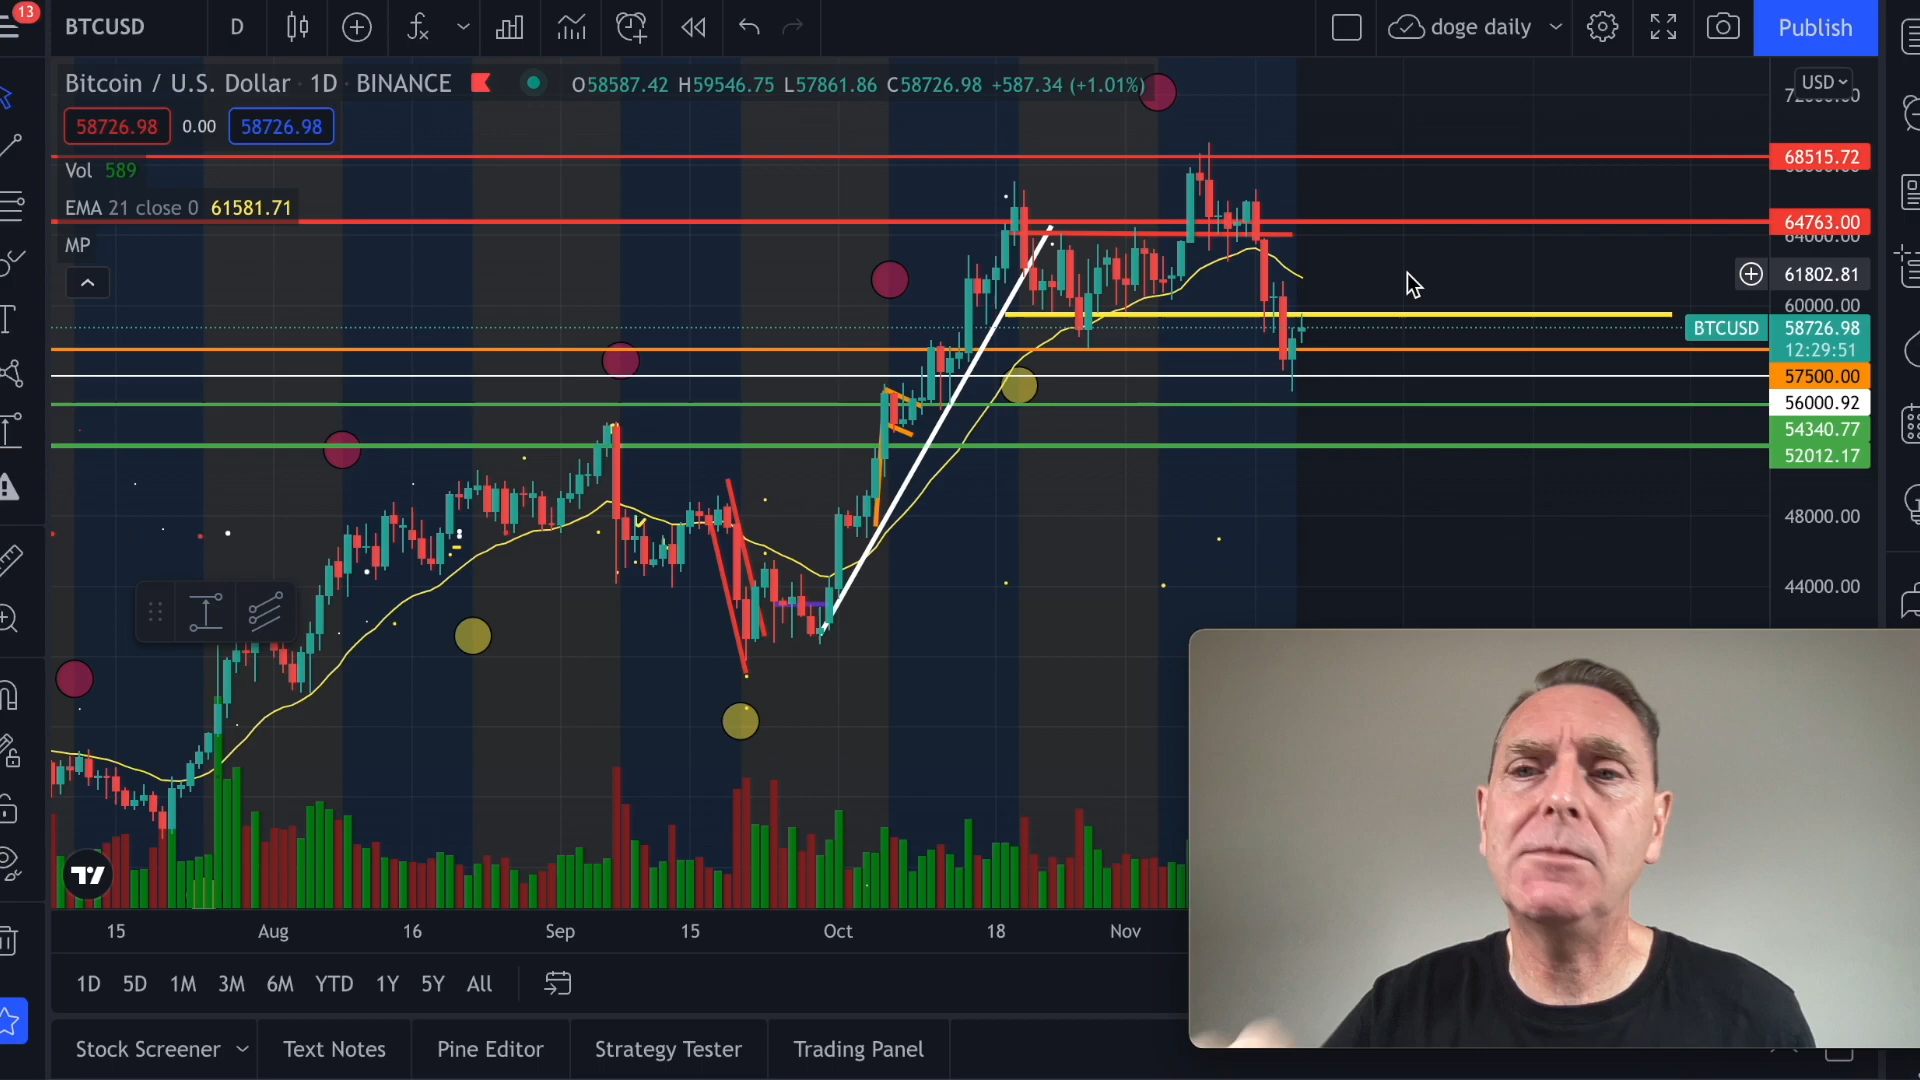 13
BTCUSD D doge daily Publish
Bitcoin / U.S. Dollar · 1D · BINANCE O58587.42 H59546.75 L57861.86 C58726.98 +587.34 (+1.01%)
USD
58726.98 0.00 58726.98
68515.72
Vol 589
EMA 21 close 0 61581.71
64763.00
64000.00
MP
61802.81
60000.00
BTCUSD 58726.98
12:29:51
57500.00
56000.92
54340.77
52012.17
48000.00
44000.00
15 Aug 16 Sep 15 Oct 18 Nov
1D 5D 1M 3M 6M YTD 1Y 5Y All
Stock Screener Text Notes Pine Editor Strategy Tester Trading Panel